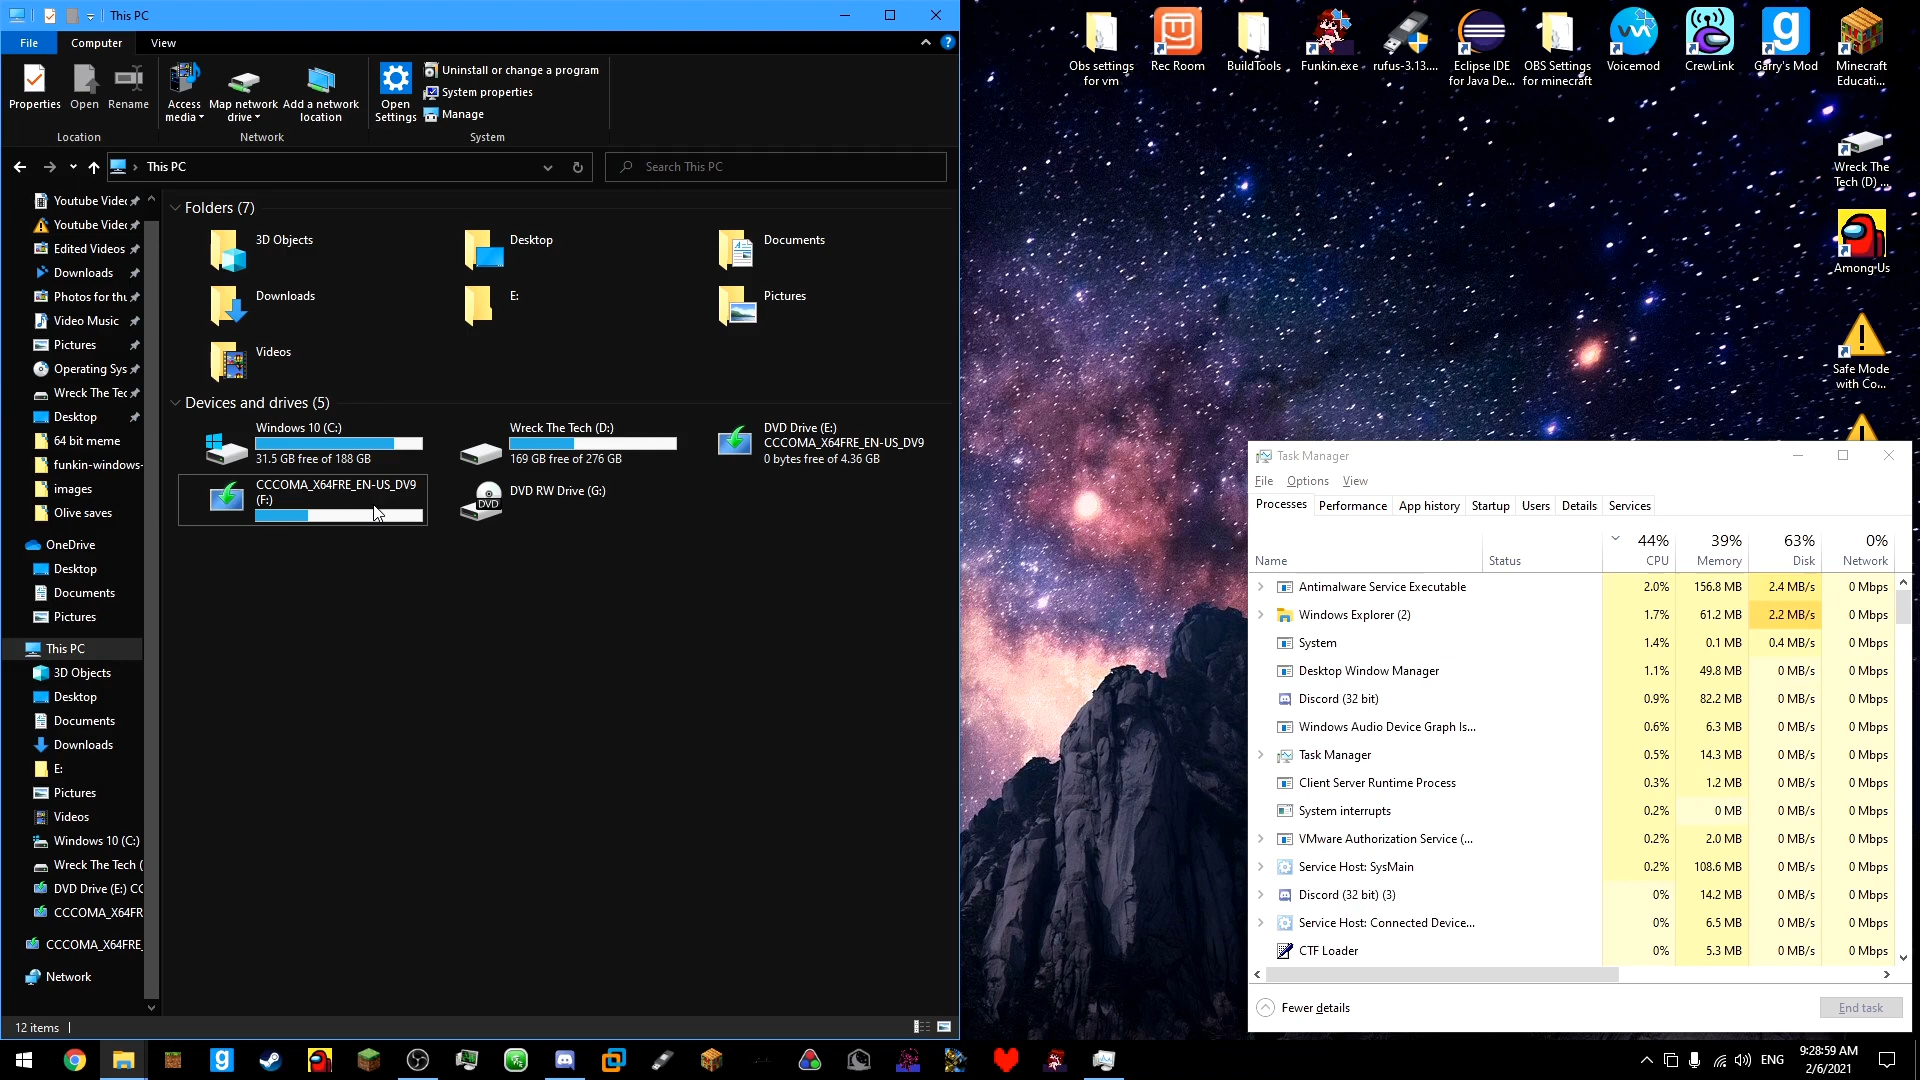 This PC
File
Computer
View
Properties
Open
Rename
Access media
Map network drive
Add a network location
Open Settings
Uninstall or change a program
System properties
Manage
Location
Network
System
This PC
Search This PC
Youtube Videc
Youtube Videc
Edited Videos
Downloads
Photos for thu
Video Music
Pictures
Operating Sys
Wreck The Tec
Desktop
64 bit meme
funkin-windows-
images
Olive saves
OneDrive
Desktop
Documents
Pictures
This PC
3D Objects
Desktop
Documents
Downloads
E:
Pictures
Videos
Windows 10 (C:)
Wreck The Tech (
DVD Drive (E:) CC
CCCOMA_X64FR
CCCOMA_X64FRE_
Network
Folders (7)
3D Objects
Desktop
Documents
Downloads
E:
Pictures
Videos
Devices and drives (5)
Windows 10 (C:)
31.5 GB free of 188 GB
Wreck The Tech (D:)
169 GB free of 276 GB
DVD Drive (E:)
CCCOMA_X64FRE_EN-US_DV9
0 bytes free of 4.36 GB
CCCOMA_X64FRE_EN-US_DV9
(F:)
DVD RW Drive (G:)
DVD
12 items
Obs settings
for vm
Rec Room
BuildTools
Funkin.exe
rufus-3.13....
Eclipse IDE
for Java De...
OBS Settings
for minecraft
Voicemod
CrewLink
Garry's Mod
Minecraft
Educati...
Wreck The
Tech (D) ...
Among Us
Safe Mode
with Co...
Task Manager
File Options View
Processes Performance App history Startup Users Details Services
44% 39% 63% 0%
Name Status CPU Memory Disk Network
Antimalware Service Executable 2.0% 156.8 MB 2.4 MB/s 0 Mbps
Windows Explorer (2) 1.7% 61.2 MB 2.2 MB/s 0 Mbps
System 1.4% 0.1 MB 0.4 MB/s 0 Mbps
Desktop Window Manager 1.1% 49.8 MB 0 MB/s 0 Mbps
Discord (32 bit) 0.9% 82.2 MB 0 MB/s 0 Mbps
Windows Audio Device Graph Is... 0.6% 6.3 MB 0 MB/s 0 Mbps
Task Manager 0.5% 14.3 MB 0 MB/s 0 Mbps
Client Server Runtime Process 0.3% 1.2 MB 0 MB/s 0 Mbps
System interrupts 0.2% 0 MB 0 MB/s 0 Mbps
VMware Authorization Service (... 0.2% 2.0 MB 0 MB/s 0 Mbps
Service Host: SysMain 0.2% 108.6 MB 0 MB/s 0 Mbps
Discord (32 bit) (3) 0% 14.2 MB 0 MB/s 0 Mbps
Service Host: Connected Device... 0% 6.5 MB 0 MB/s 0 Mbps
CTF Loader 0% 5.3 MB 0 MB/s 0 Mbps
Fewer details
End task
ENG
9:28:59 AM
2/6/2021